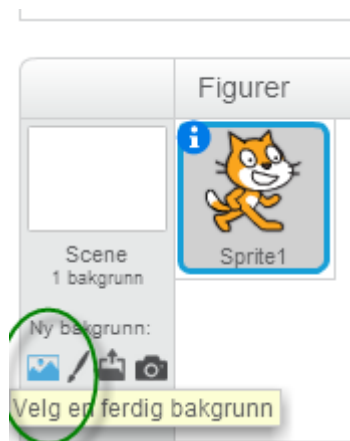 Figurer
Scene
1 bakgrunn
Sprite1
Ny bakgrunn:
Velg en ferdig bakgrunn